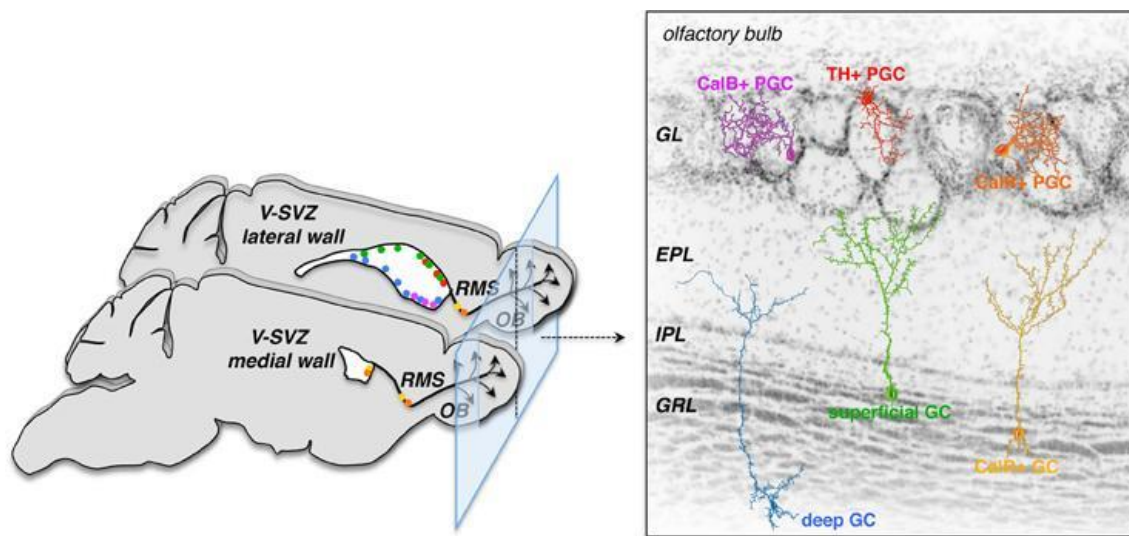 V-SVZ
lateral wall
RMS
OB
V-SVZ
medial wall
RMS
OB
olfactory bulb
TH+ PGC
CalB+ PGC
GL
CalR+ PGC
EPL
IPL
GRL
superficial GC
CalR+ GC
deep GC